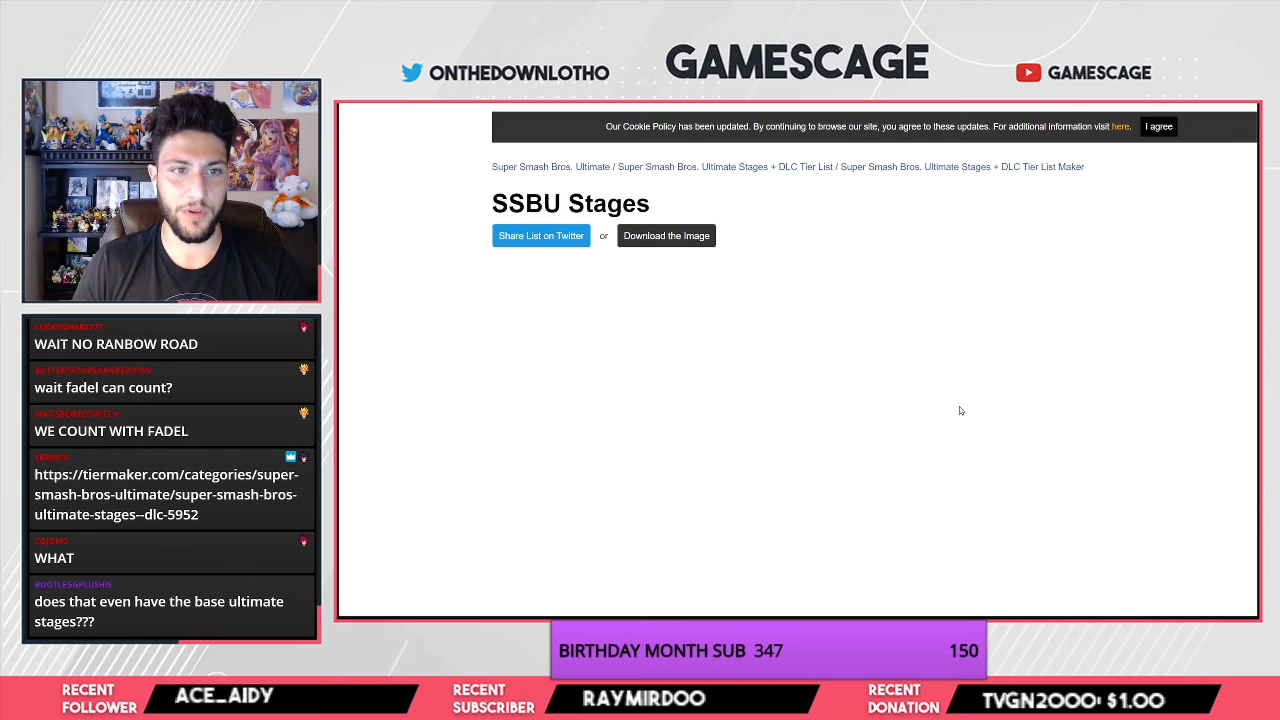 ONTHEDOWNLOTHO
GAMESCAGE
GAMESCAGE
Our Cookie Policy has been updated. By continuing to browse our site, you agree to these updates. For additional information visit here. I agree
Super Smash Bros. Ultimate / Super Smash Bros. Ultimate Stages + DLC Tier List / Super Smash Bros. Ultimate Stages + DLC Tier List Maker
SSBU Stages
Share List on Twitter or Download the Image
WAIT NO RANBOW ROAD
wait fadel can count?
WE COUNT WITH FADEL
https://tiermaker.com/categories/super-
smash-bros-ultimate/super-smash-bros-
ultimate-stages--dlc-5952
COJOHO
WHAT
BOOTLEGGPLUSHIE
does that even have the base ultimate
stages???
BIRTHDAY MONTH SUB 347 150
RECENT
FOLLOWER
ACE_AIDY
RECENT
SUBSCRIBER
RAYMIRDOO
RECENT
DONATION
TVGN2000: $1.00